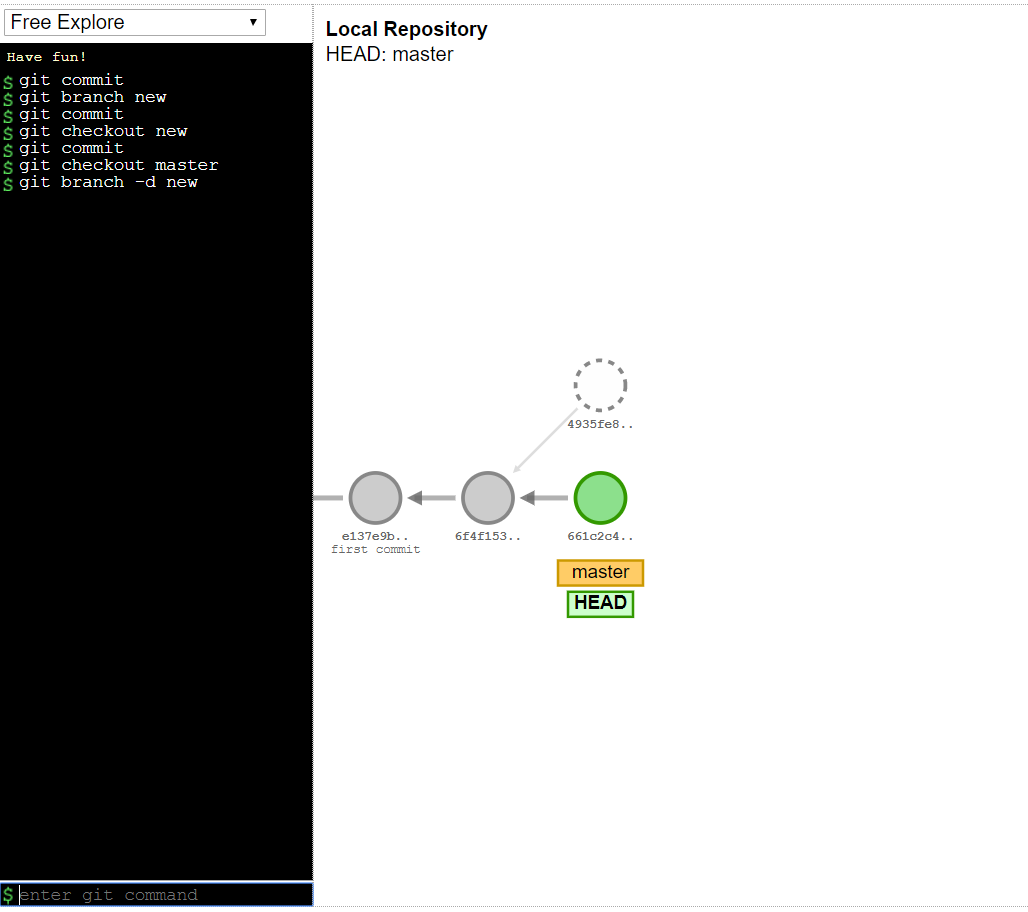 Free Explore
Have fun!
$ git commit
$ git branch new
$ git commit
$ git checkout new
$ git commit
$ git checkout master
$ git branch -d new
$ enter git command
Local Repository
HEAD: master
4935fe8..
e137e9b..
first commit
6f4f153..
661c2c4..
master
HEAD